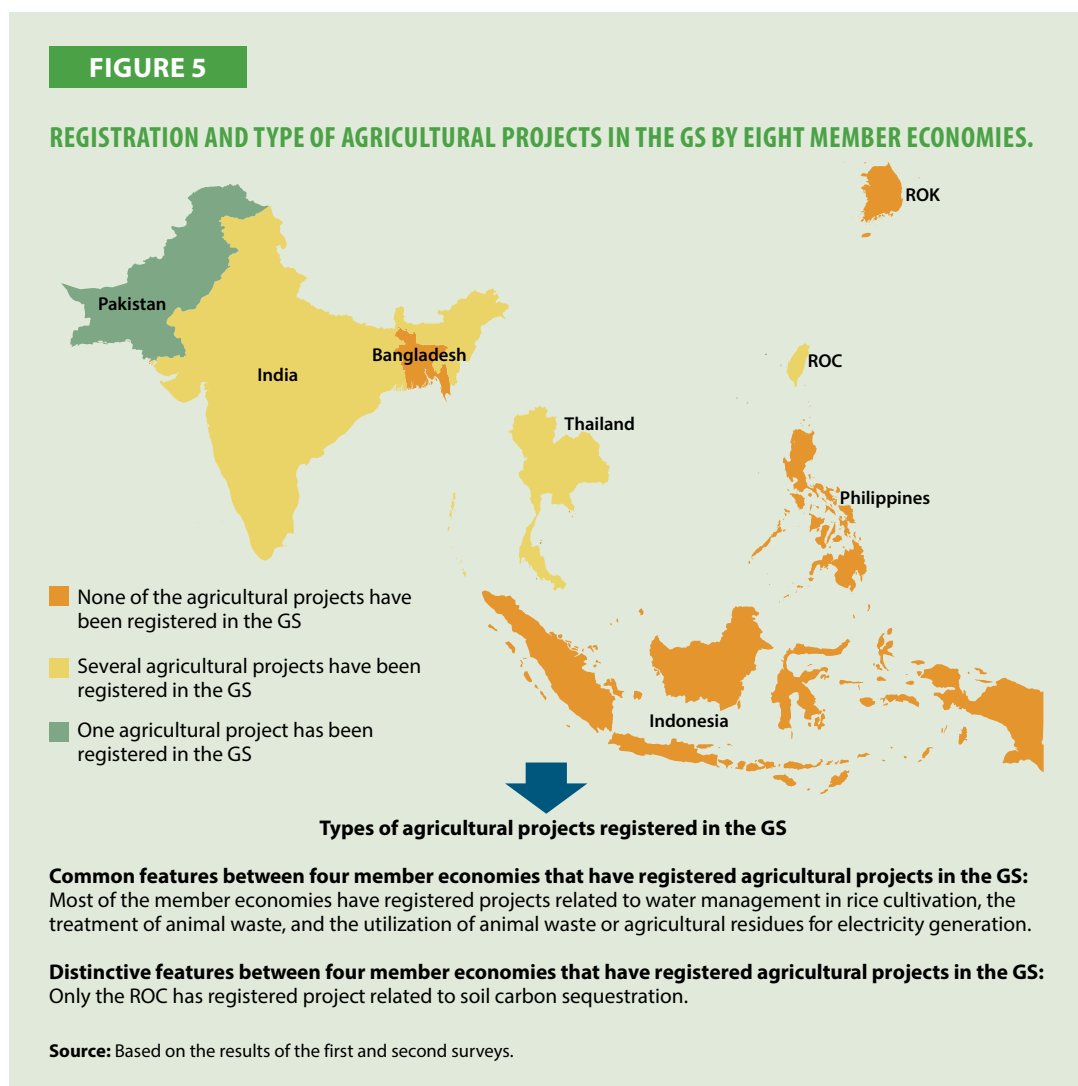 FIGURE 5
REGISTRATION AND TYPE OF AGRICULTURAL PROJECTS IN THE GS BY EIGHT MEMBER ECONOMIES.
ROK
Pakistan
Bangladesh
India
ROC
Thailand
Philippines
Indonesia
None of the agricultural projects have
been registered in the GS
Several agricultural projects have been
registered in the GS
One agricultural project has been
registered in the GS
Types of agricultural projects registered in the GS
Common features between four member economies that have registered agricultural projects in the GS:
Most of the member economies have registered projects related to water management in rice cultivation, the
treatment of animal waste, and the utilization of animal waste or agricultural residues for electricity generation.
Distinctive features between four member economies that have registered agricultural projects in the GS:
Only the ROC has registered project related to soil carbon sequestration.
Source: Based on the results of the first and second surveys.